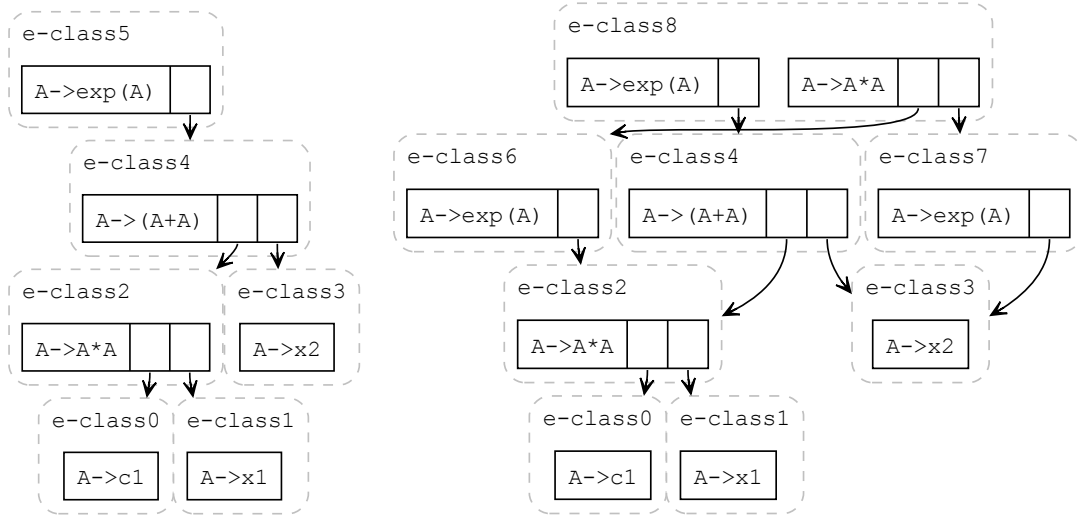 e-class5
A->exp(A)
e-class4
A->(A+A)
e-class2
A->A*A
e-class3
A->x2
e-class0
A->c1
e-class1
A->x1
e-class8
A->exp(A)
A->A*A
e-class6
A->exp(A)
e-class4
A->(A+A)
e-class7
A->exp(A)
e-class2
A->A*A
e-class3
A->x2
e-class0
A->c1
e-class1
A->x1